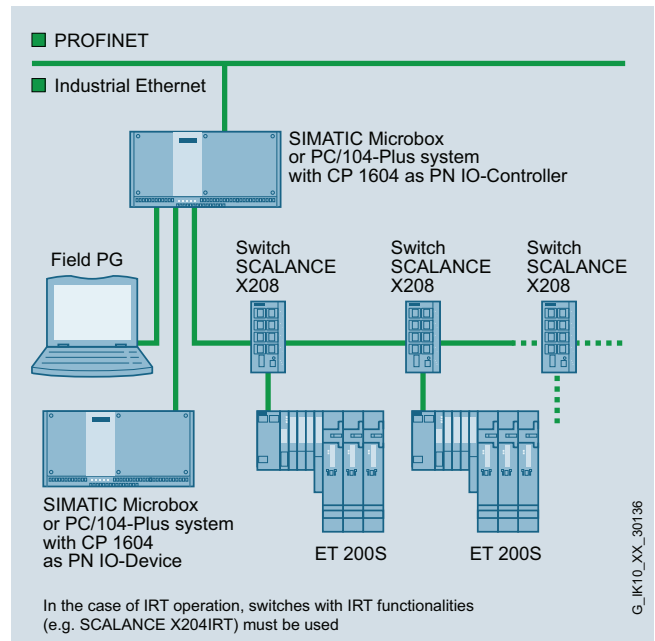 PROFINET
Industrial Ethernet
SIMATIC Microbox
or PC/104-Plus system
with CP 1604 as PN IO-Controller
Field PG
Switch
SCALANCE
X208
Switch
SCALANCE
X208
Switch
SCALANCE
X208
SIMATIC Microbox
or PC/104-Plus system
with CP 1604
as PN IO-Device
ET 200S
ET 200S
In the case of IRT operation, switches with IRT functionalities
(e.g. SCALANCE X204IRT) must be used
G_IK10_XX_30136